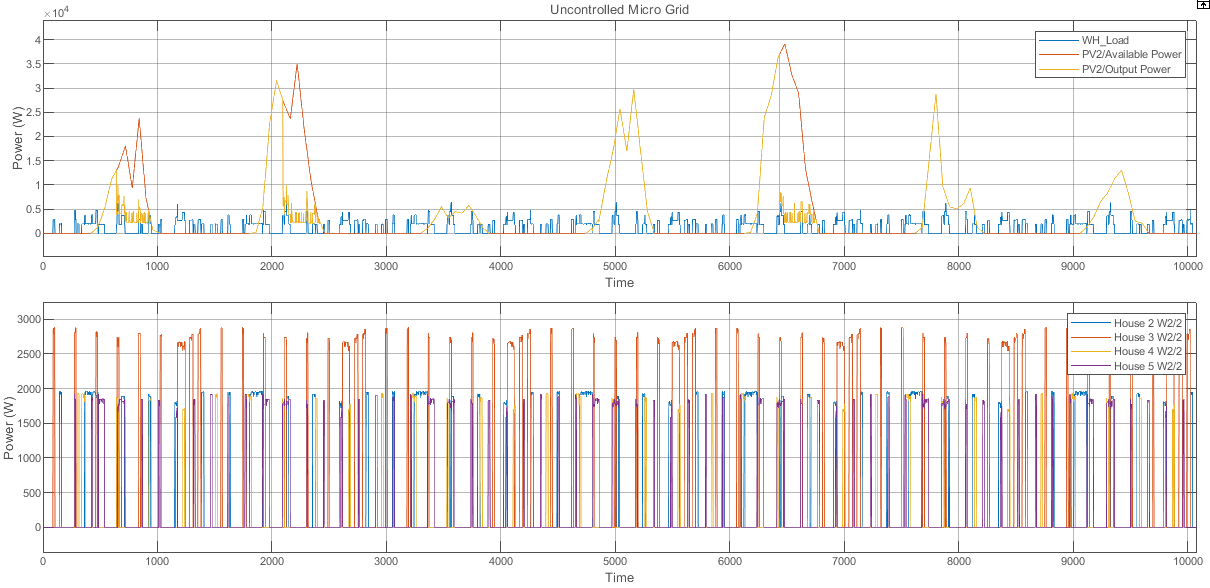 Uncontrolled Micro Grid
×10⁴
4
3.5
3
2.5
2
1.5
1
0.5
0
Power (W)
WH_Load
PV2/Available Power
PV2/Output Power
0 1000 2000 3000 4000 5000 6000 7000 8000 9000 10000
Time
3000
2500
2000
1500
1000
500
0
Power (W)
House 2 W2/2
House 3 W2/2
House 4 W2/2
House 5 W2/2
0 1000 2000 3000 4000 5000 6000 7000 8000 9000 10000
Time